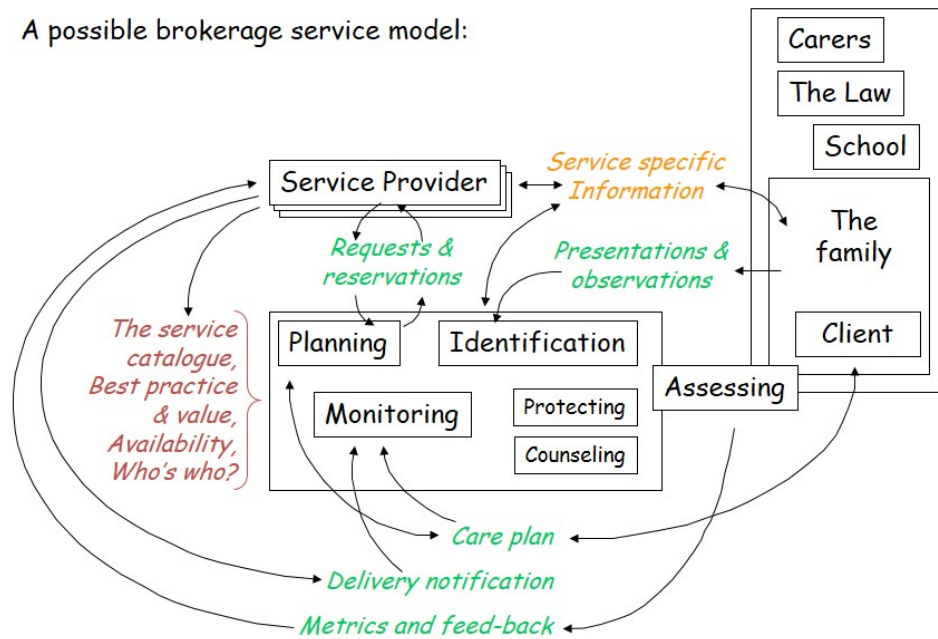 A possible brokerage service model:
Carers
The Law
School
Service Provider
Service specific
Information
The
family
Requests &
reservations
Presentations &
observations
The service
catalogue,
Best practice
& value,
Availability,
Who's who?
Planning
Identification
Client
Assessing
Monitoring
Protecting
Counseling
Care plan
Delivery notification
Metrics and feed-back